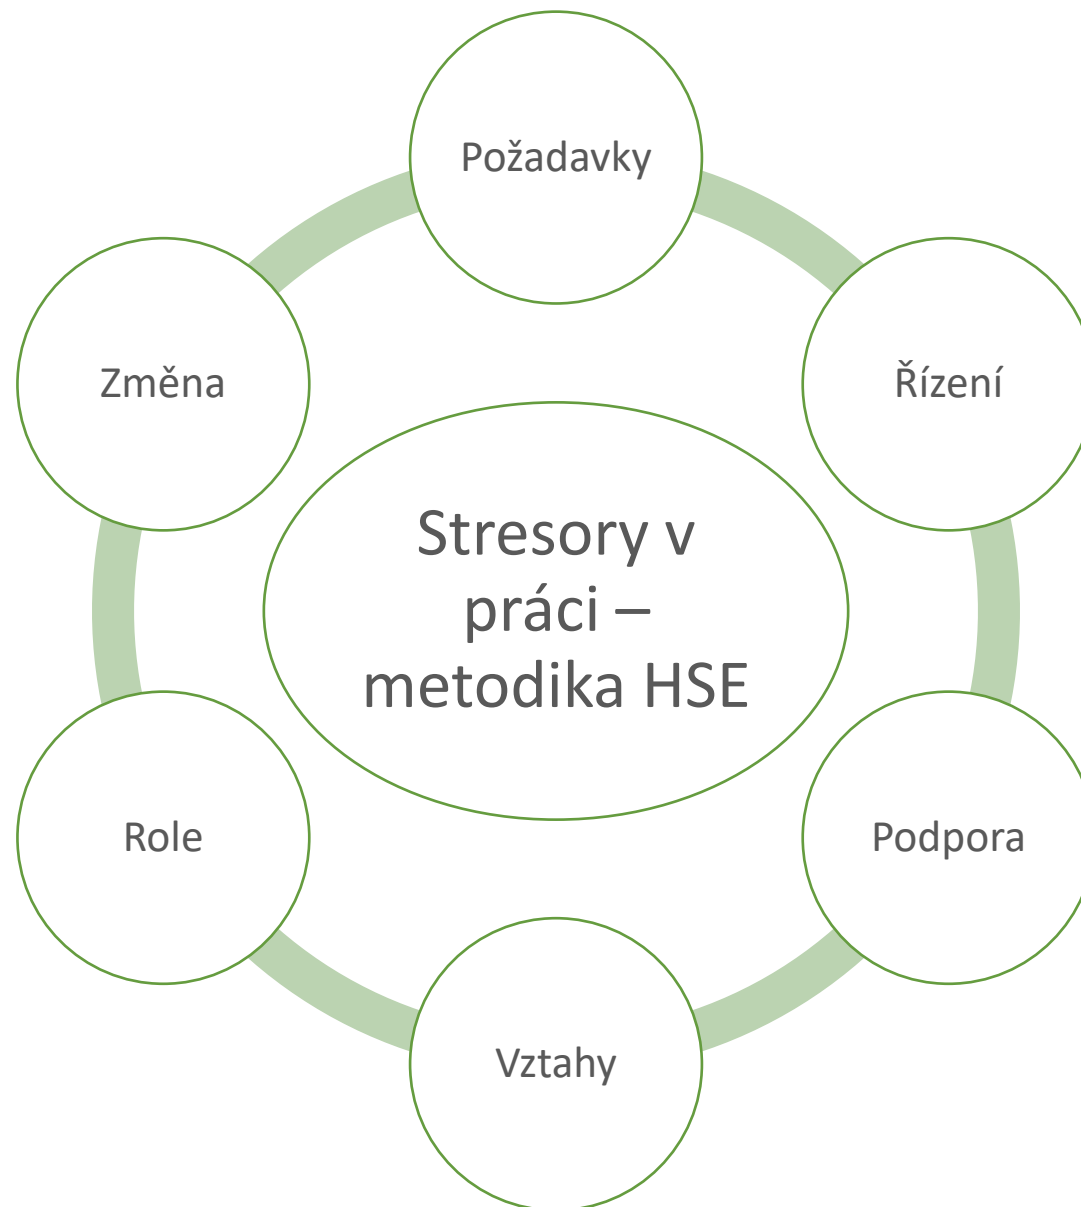 Požadavky
Změna
Řízení
Stresory v
práci –
metodika HSE
Role
Podpora
Vztahy